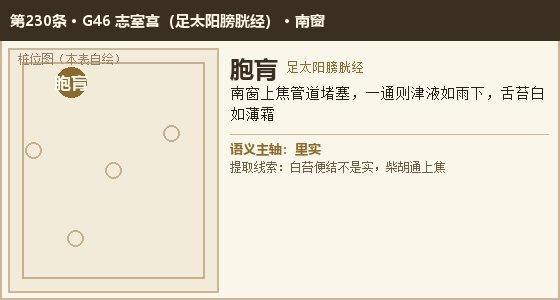 第230条・G46 志室宫（足太阳膀胱经）・南窗
桩位图（本表自绘）
胞肓
胞肓 足太阳膀胱经
南窗上焦管道堵塞，一通则津液如雨下，舌苔白
如薄霜
语义主轴：里实
提取线索：白苔便结不是实，柴胡通上焦